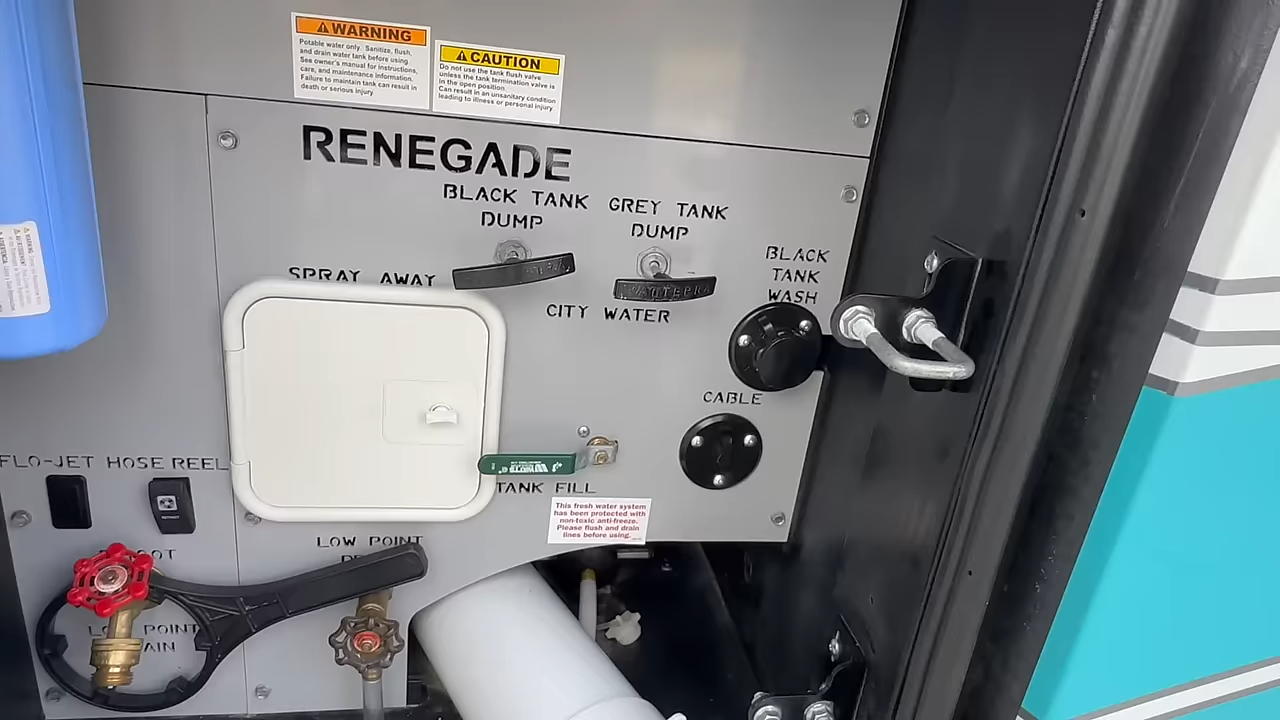 WARNING
Potable water only. Sanitize, flush,
and drain water tank before using.
See owner's manual for instructions,
care, and maintenance information.
Failure to maintain tank can result in
death or serious injury
CAUTION
Do not use the tank flush valve
unless the tank termination valve is
in the open position.
Can result in an unsanitary condition
leading to illness or personal injury
RENEGADE
BLACK TANK
DUMP
GREY TANK
DUMP
BLACK
TANK
WASH
SPRAY AWAY
VALTERRA
CITY WATER
CABLE
FLO-JET HOSE REEL
WATTS
TANK FILL
This fresh water system
has been protected with
non-toxic anti-freeze.
Please flush and drain
lines before using.
LOW POINT
LOW POINT